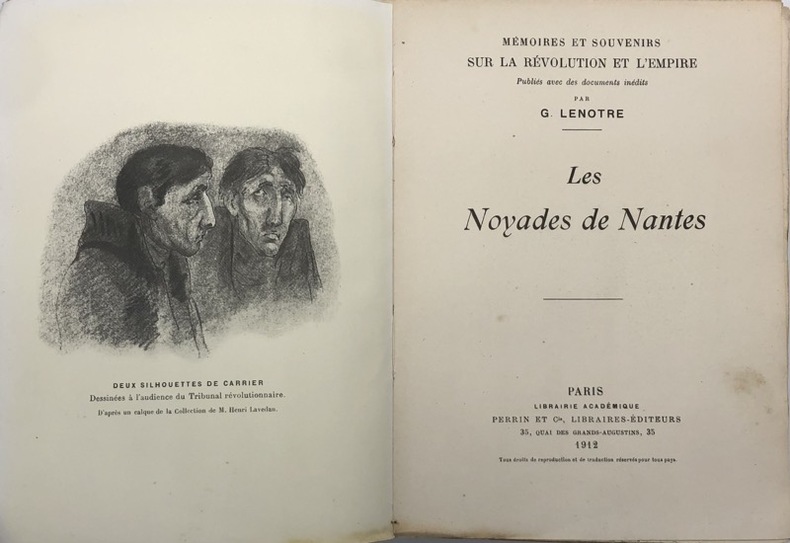 DEUX SILHOUETTES DE CARRIER
Dessinées à l'audience du Tribunal révolutionnaire.
D'après un calque de la Collection de M. Henri Lavedan.
MÉMOIRES ET SOUVENIRS
SUR LA RÉVOLUTION ET L'EMPIRE
Publiés avec des documents inédits
PAR
G. LENOTRE
Les
Noyades de Nantes
PARIS
LIBRAIRIE ACADÉMIQUE
PERRIN ET Cie, LIBRAIRES-ÉDITEURS
35, QUAI DES GRANDS-AUGUSTINS, 35
1912
Tous droits de reproduction et de traduction réservés pour tous pays.